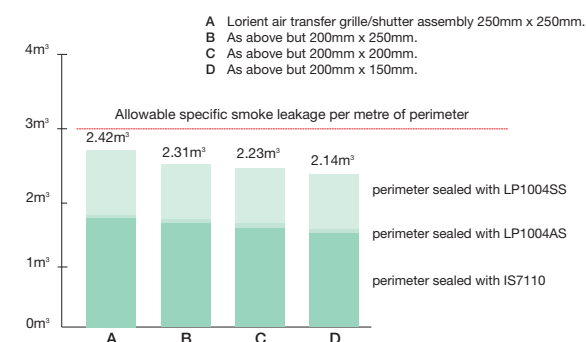 A Lorient air transfer grille/shutter assembly 250mm x 250mm.
B As above but 200mm x 250mm.
C As above but 200mm x 200mm.
D As above but 200mm x 150mm.
4m³
Allowable specific smoke leakage per metre of perimeter
3m³
2.42m³
2.31m³
2.23m³
2.14m³
perimeter sealed with LP1004SS
2m³
perimeter sealed with LP1004AS
1m³
perimeter sealed with IS7110
0m³
A B C D